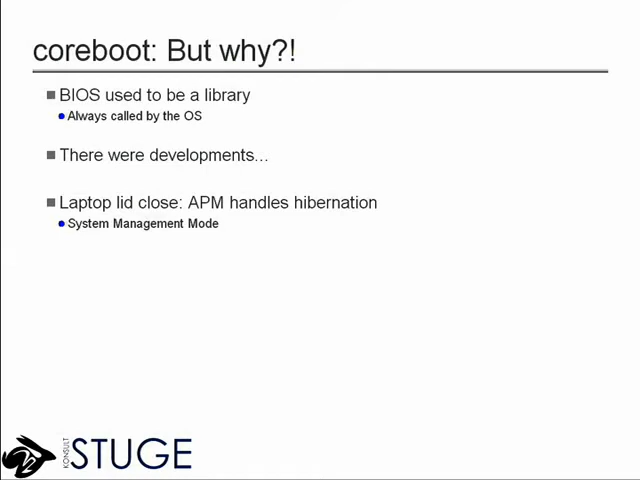 coreboot: But why?!
BIOS used to be a library
Always called by the OS
There were developments...
Laptop lid close: APM handles hibernation
System Management Mode
KONSULT
STUGE